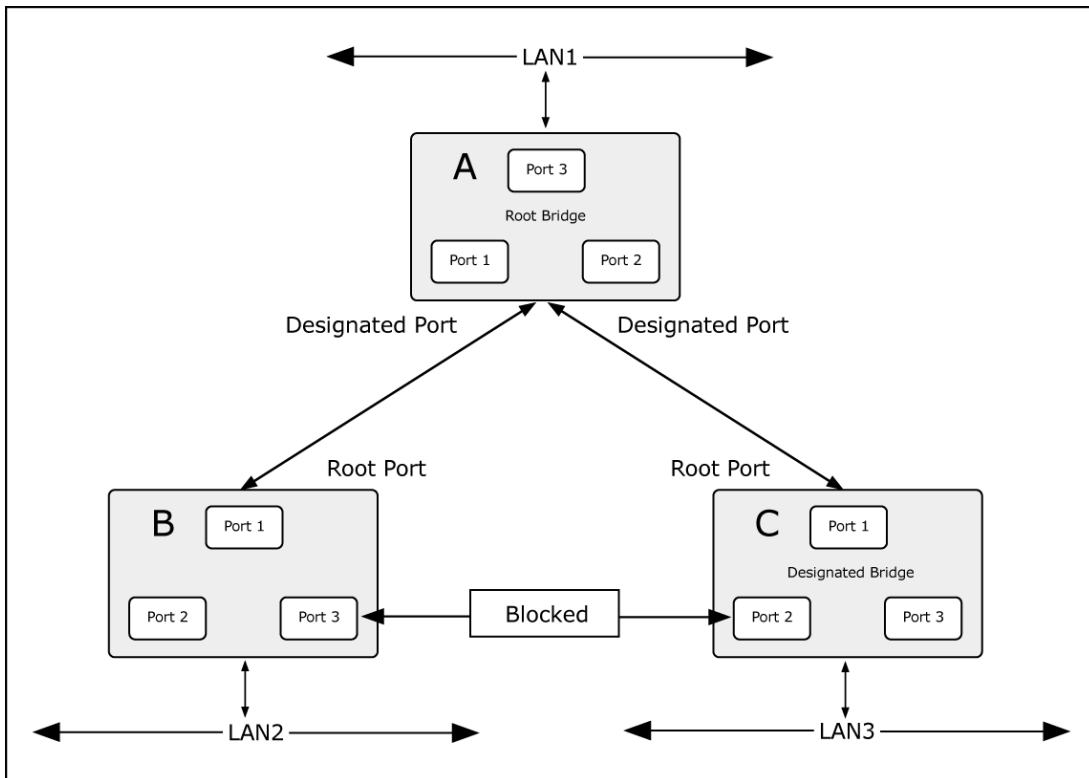 LAN1
A
Port 3
Root Bridge
Port 1
Port 2
Designated Port
Designated Port
Root Port
Root Port
B
Port 1
C
Port 1
Designated Bridge
Port 2
Port 3
Blocked
Port 2
Port 3
LAN2
LAN3